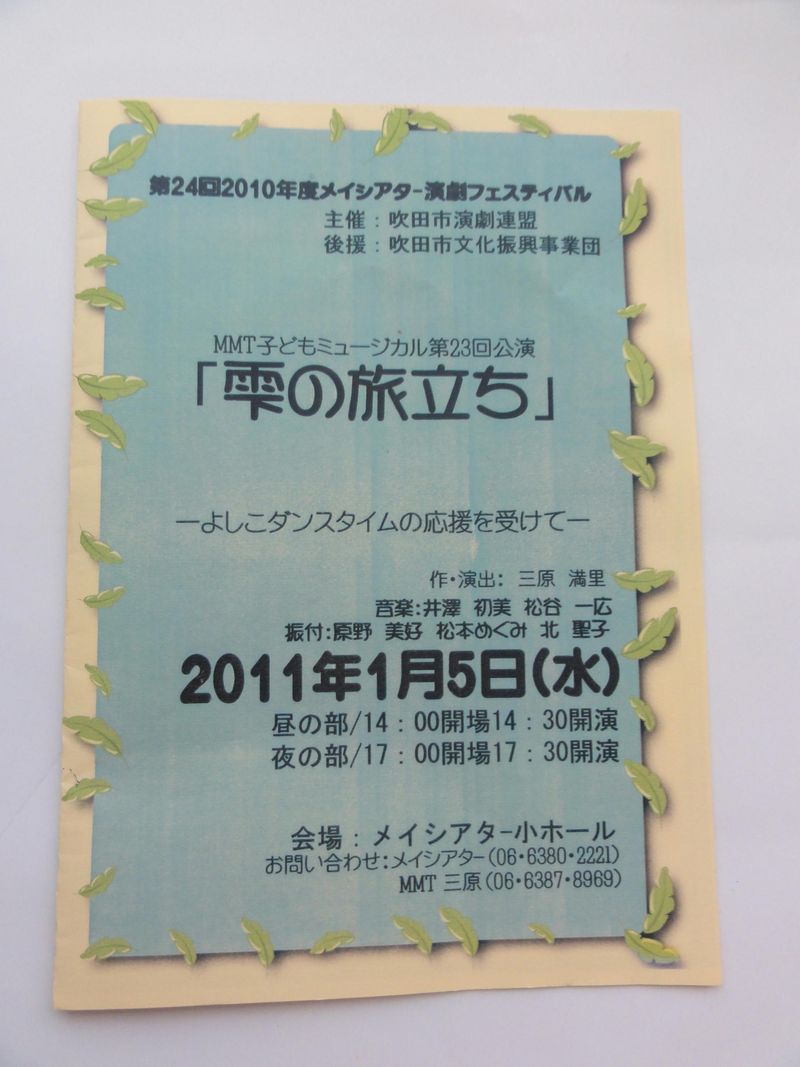 第24回2010年度メイシアター演劇フェスティバル
主催：吹田市演劇連盟
後援：吹田市文化振興事業団
MMT子どもミュージカル第23回公演
「雫の旅立ち」
―よしこダンスタイムの応援を受けて―
作・演出： 三原 満里
音楽：井澤 初美 松谷 一広
振付：原野 美好 松本めぐみ 北 聖子
2011年1月5日(水)
昼の部/14：00開場14：30開演
夜の部/17：00開場17：30開演
会場：メイシアター小ホール
お問い合わせ：メイシアター(06・6380・2221)
MMT 三原(06・6387・8969)